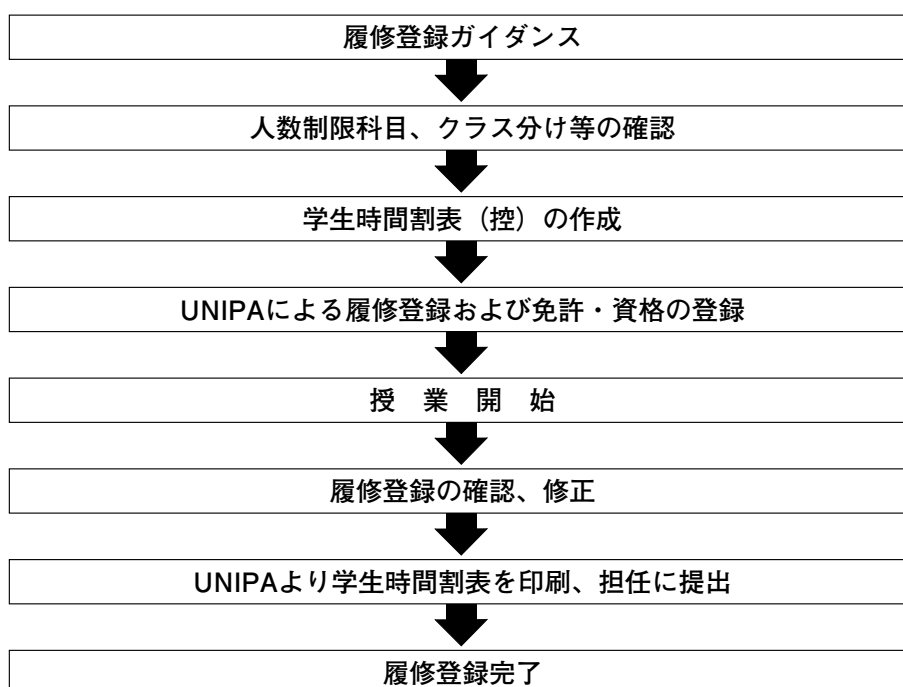 履修登録ガイダンス
人数制限科目、クラス分け等の確認
学生時間割表（控）の作成
UNIPAによる履修登録および免許・資格の登録
授　業　開　始
履修登録の確認、修正
UNIPAより学生時間割表を印刷、担任に提出
履修登録完了